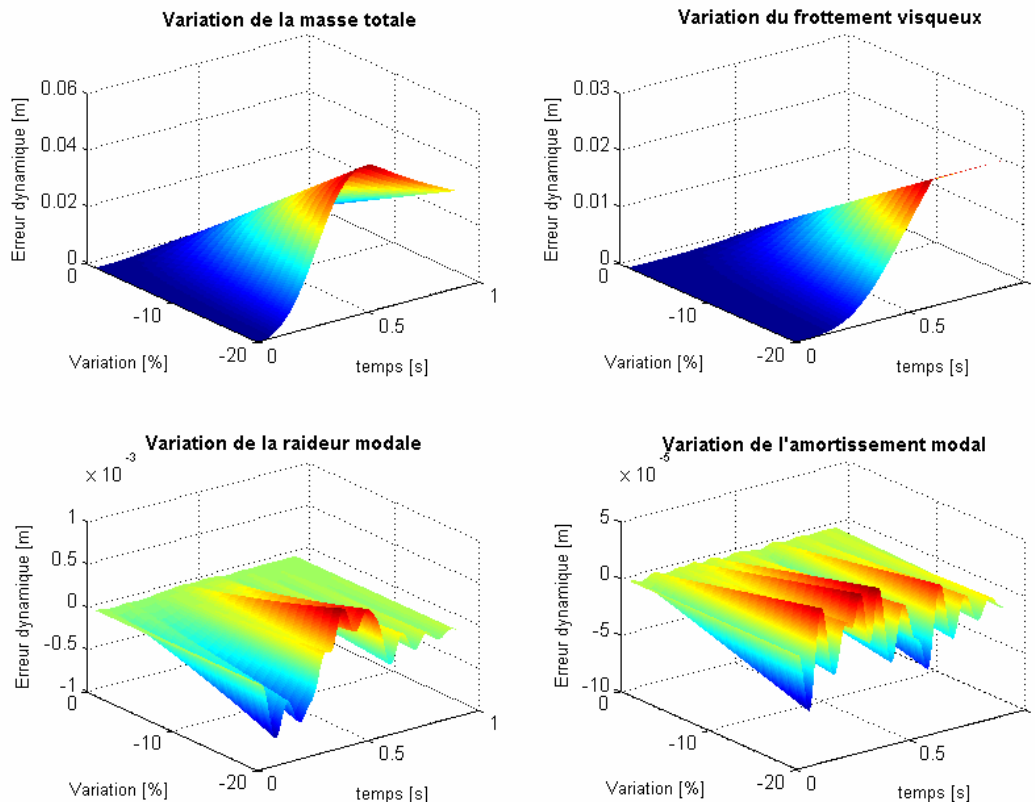 Variation de la masse totale
0.06
0.04
0.02
0
0
-10
-20
0
0.5
1
Erreur dynamique [m]
Variation [%]
temps [s]
Variation du frottement visqueux
0.03
0.02
0.01
0
0
-10
-20
0
0.5
Erreur dynamique [m]
Variation [%]
temps [s]
Variation de la raideur modale
x 10
-3
1
0.5
0
-0.5
-1
0
-10
-20
0
0.5
1
Erreur dynamique [m]
Variation [%]
temps [s]
Variation de l'amortissement modal
x 10
-5
5
0
-5
-10
0
-10
-20
0
0.5
Erreur dynamique [m]
Variation [%]
temps [s]